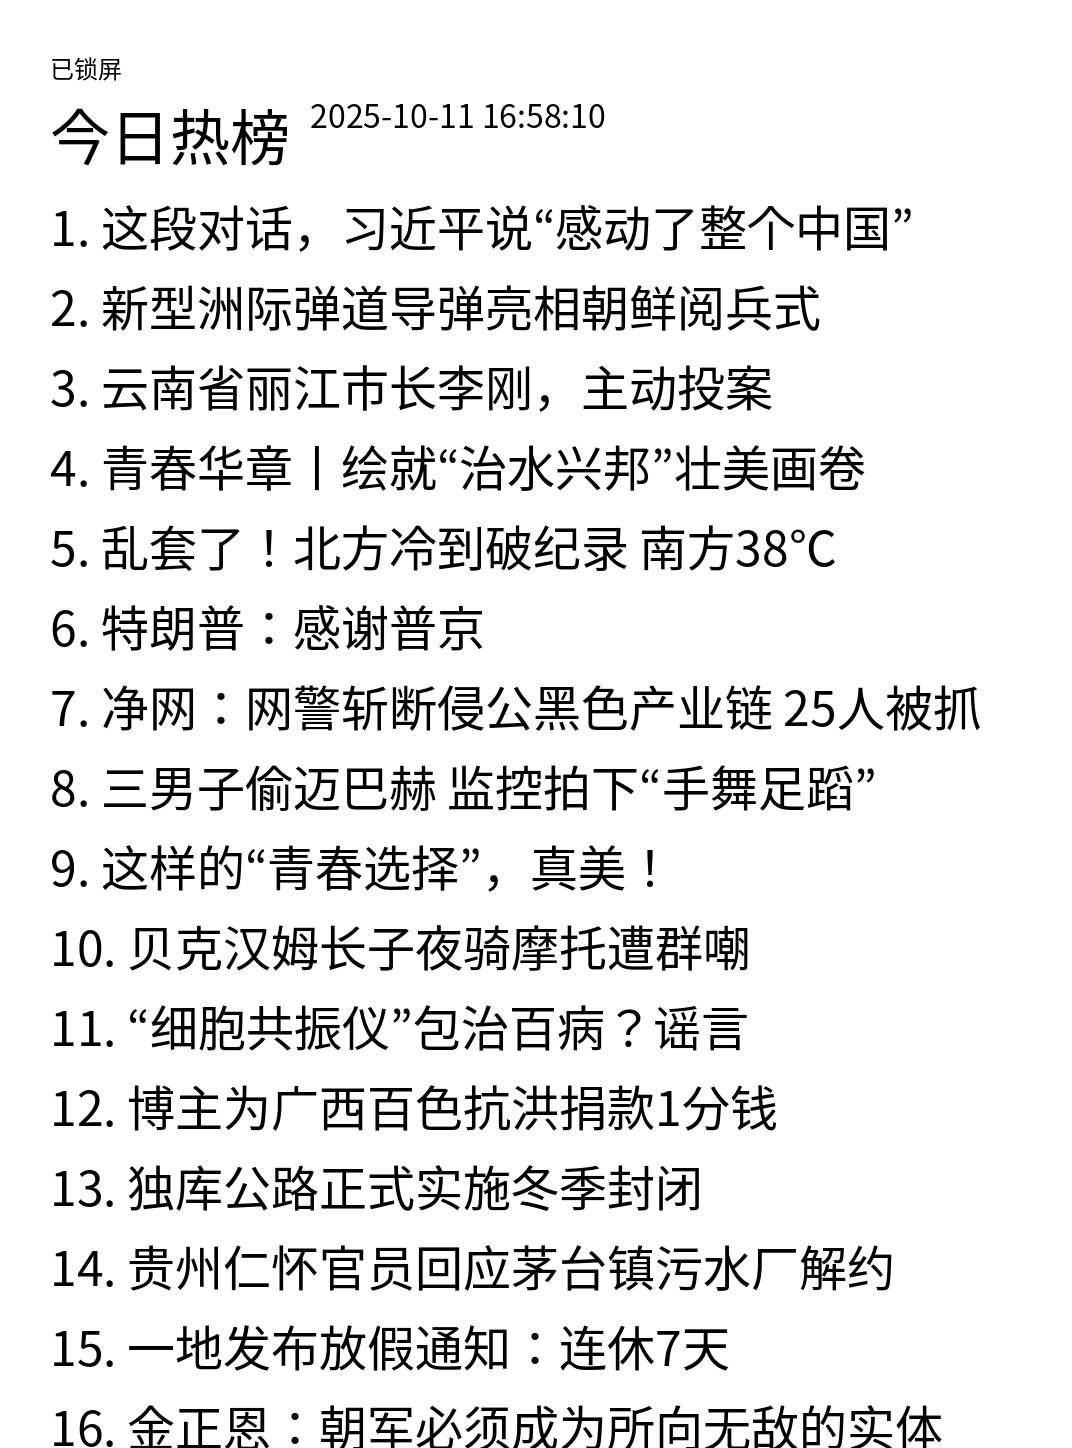 已锁屏
今日热榜 2025-10-11 16:58:10
1. 这段对话，习近平说“感动了整个中国”
2. 新型洲际弹道导弹亮相朝鲜阅兵式
3. 云南省丽江市长李刚，主动投案
4. 青春华章丨绘就“治水兴邦”壮美画卷
5. 乱套了！北方冷到破纪录 南方38℃
6. 特朗普：感谢普京
7. 净网：网警斩断侵公黑色产业链 25人被抓
8. 三男子偷迈巴赫 监控拍下“手舞足蹈”
9. 这样的“青春选择”，真美！
10. 贝克汉姆长子夜骑摩托遭群嘲
11. “细胞共振仪”包治百病？谣言
12. 博主为广西百色抗洪捐款1分钱
13. 独库公路正式实施冬季封闭
14. 贵州仁怀官员回应茅台镇污水厂解约
15. 一地发布放假通知：连休7天
16. 金正恩：朝军必须成为所向无敌的实体